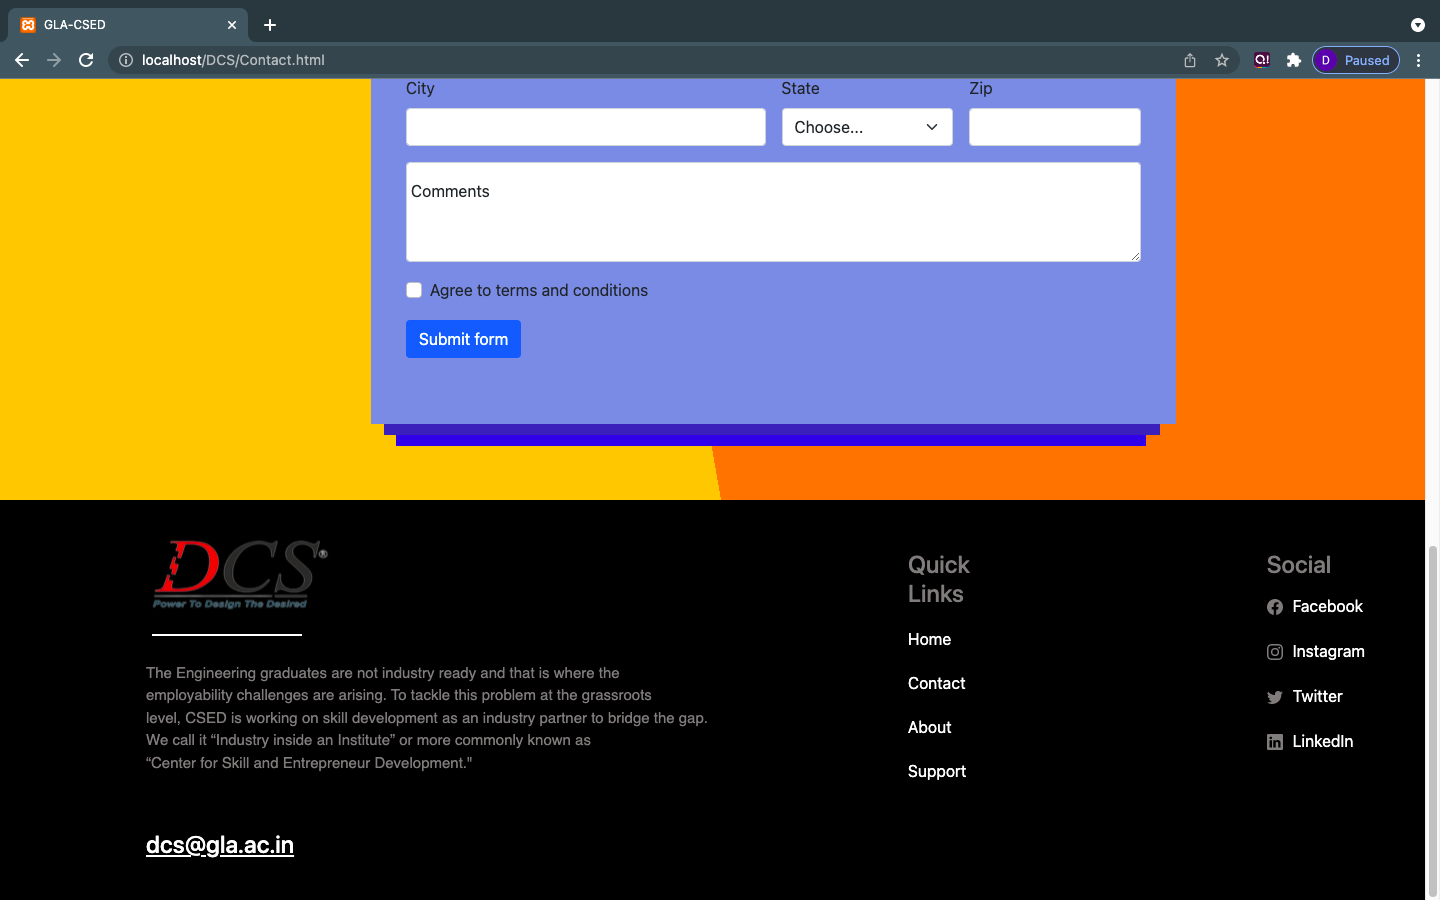 GLA-CSED
localhost/DCS/Contact.html
D Paused
City State Zip
Choose...
Comments
Agree to terms and conditions
Submit form
DCS®
Power To Design The Desired
The Engineering graduates are not industry ready and that is where the
employability challenges are arising. To tackle this problem at the grassroots
level, CSED is working on skill development as an industry partner to bridge the gap.
We call it “Industry inside an Institute” or more commonly known as
“Center for Skill and Entrepreneur Development."
dcs@gla.ac.in
Quick
Links
Home
Contact
About
Support
Social
Facebook
Instagram
Twitter
LinkedIn